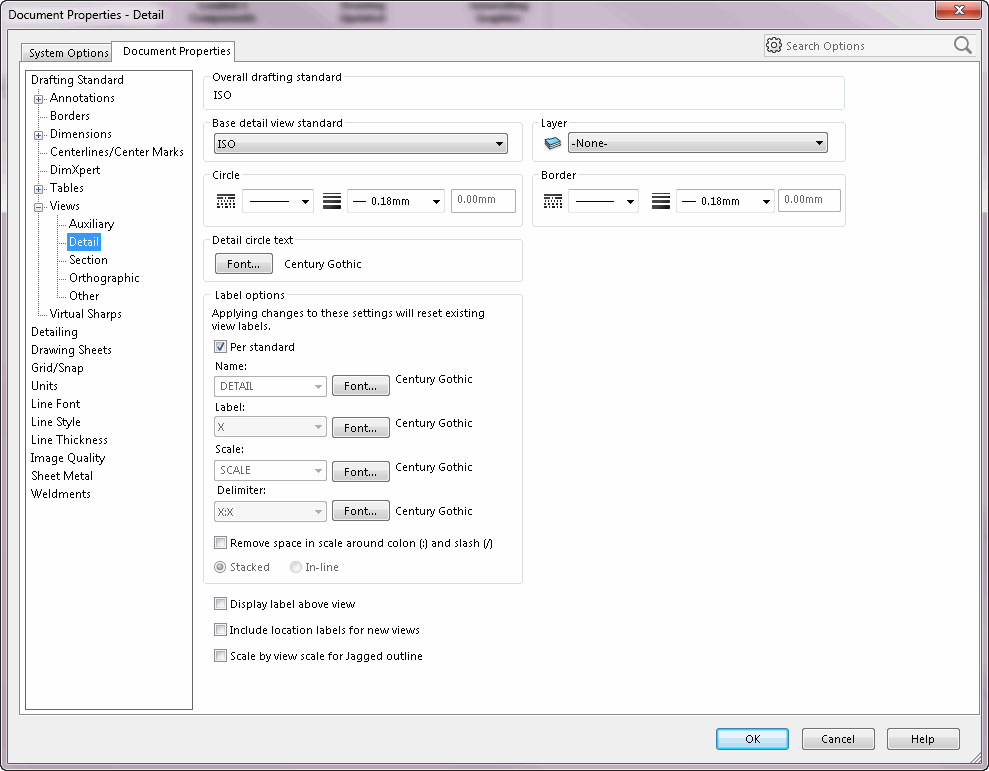 Document Properties - Detail
System Options
Document Properties
Search Options
Drafting Standard
Annotations
Borders
Dimensions
Centerlines/Center Marks
DimXpert
Tables
Views
Auxiliary
Detail
Section
Orthographic
Other
Virtual Sharps
Detailing
Drawing Sheets
Grid/Snap
Units
Line Font
Line Style
Line Thickness
Image Quality
Sheet Metal
Weldments
Overall drafting standard
ISO
Base detail view standard
ISO
Layer
-None-
Circle
0.18mm
0.00mm
Border
0.18mm
0.00mm
Detail circle text
Font...
Century Gothic
Label options
Applying changes to these settings will reset existing
view labels.
Per standard
Name:
DETAIL
Font...
Century Gothic
Label:
X
Font...
Century Gothic
Scale:
SCALE
Font...
Century Gothic
Delimiter:
X:X
Font...
Century Gothic
Remove space in scale around colon (:) and slash (/)
Stacked
In-line
Display label above view
Include location labels for new views
Scale by view scale for Jagged outline
OK
Cancel
Help